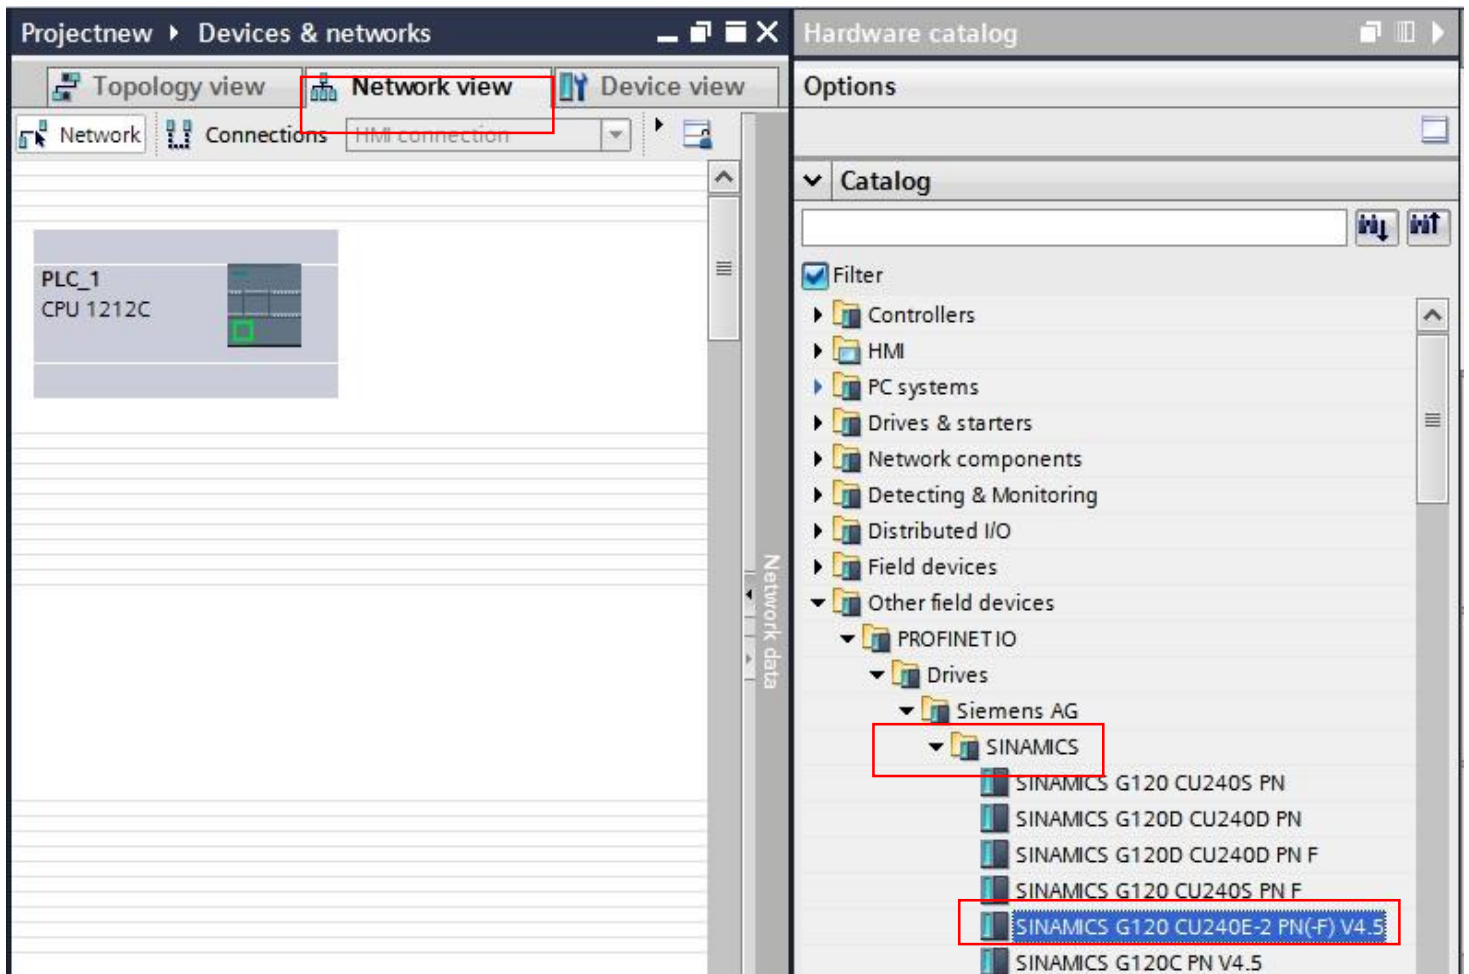 Projectnew ▸ Devices & networks
Topology view
Network view
Device view
Network
Connections
HMI connection
PLC_1
CPU 1212C
Network data
Hardware catalog
Options
Catalog
Filter
Controllers
HMI
PC systems
Drives & starters
Network components
Detecting & Monitoring
Distributed I/O
Field devices
Other field devices
PROFINET IO
Drives
Siemens AG
SINAMICS
SINAMICS G120 CU240S PN
SINAMICS G120D CU240D PN
SINAMICS G120D CU240D PN F
SINAMICS G120 CU240S PN F
SINAMICS G120 CU240E-2 PN(-F) V4.5
SINAMICS G120C PN V4.5